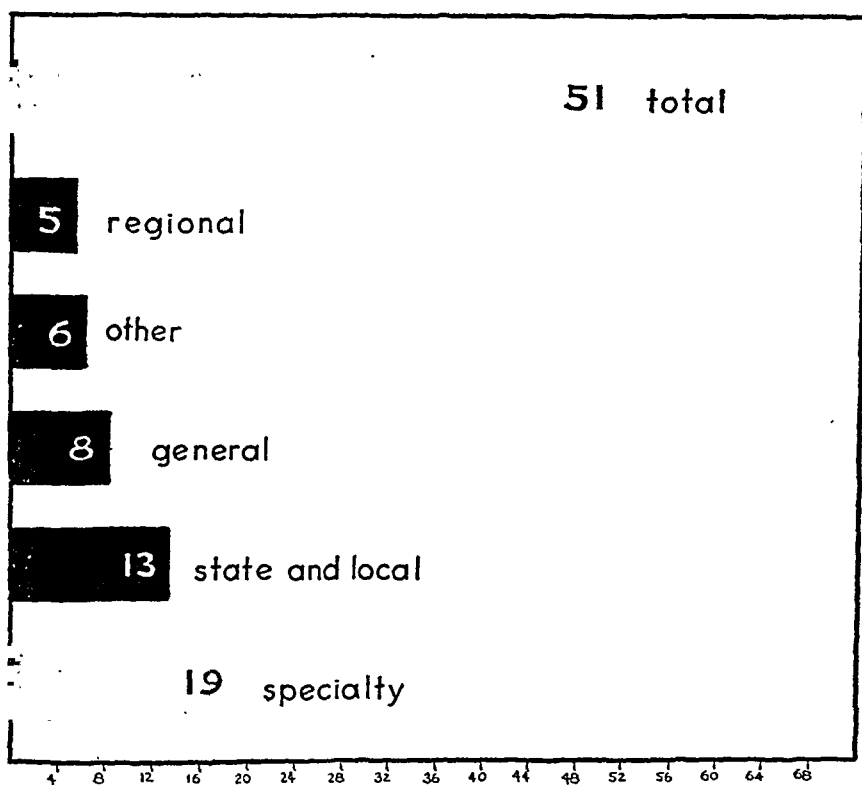 51 total
5 regional
6 other
8 general
13 state and local
19 specialty
4 8 12 16 20 24 28 32 36 40 44 48 52 56 60 64 68